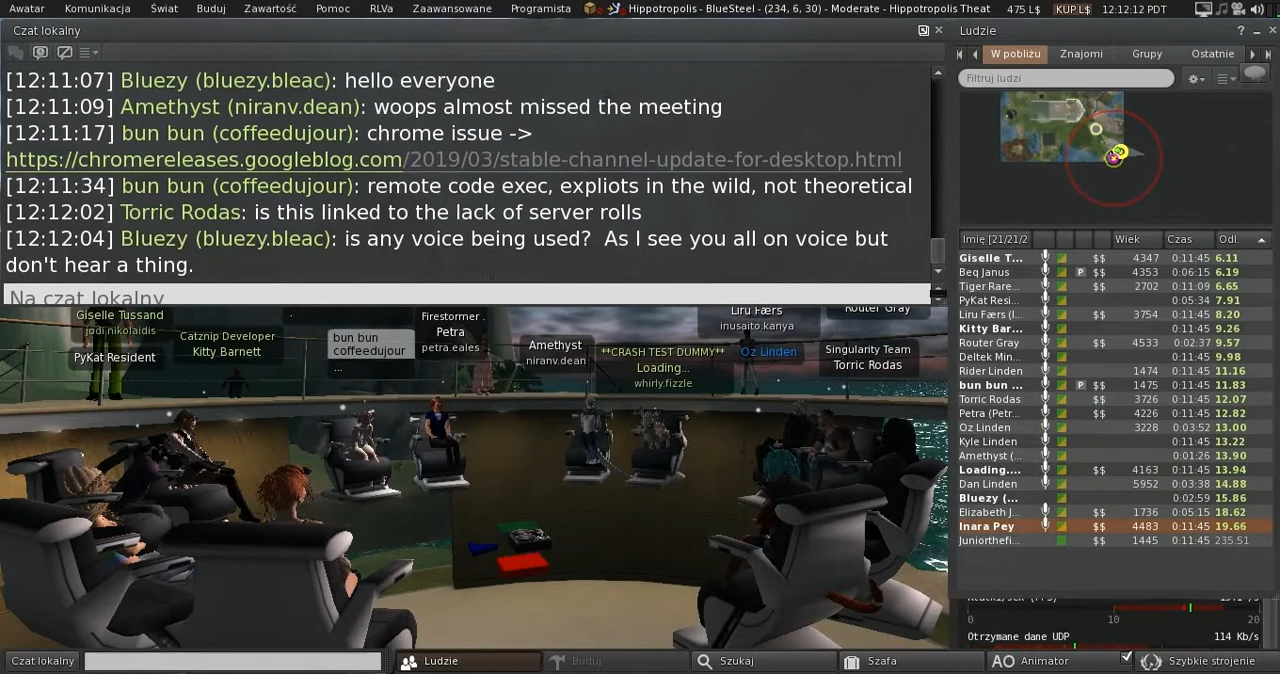 Awatar Komunikacja Świat Buduj Zawartość Pomoc RLVa Zaawansowane Programista Hippotropolis - BlueSteel - (234, 6, 30) - Moderate - Hippotropolis Theat 475 L$ KUP L$ 12:12:12 PDT
Czat lokalny
[12:11:07] Bluezy (bluezy.bleac): hello everyone
[12:11:09] Amethyst (niranv.dean): woops almost missed the meeting
[12:11:17] bun bun (coffeedujour): chrome issue ->
https://chromereleases.googleblog.com/2019/03/stable-channel-update-for-desktop.html
[12:11:34] bun bun (coffeedujour): remote code exec, expliots in the wild, not theoretical
[12:12:02] Torric Rodas: is this linked to the lack of server rolls
[12:12:04] Bluezy (bluezy.bleac): is any voice being used?  As I see you all on voice but
don't hear a thing.
Na czat lokalny
Giselle Tussand
jodi.nikolaidis
PyKat Resident
Catznip Developer
Kitty Barnett
bun bun
coffeedujour
...
Firestormer .
Petra
petra.eales
Amethyst
niranv.dean
**CRASH TEST DUMMY**
Loading...
whirly.fizzle
Liru Færs
inusaito.kanya
Oz Linden
Router Gray
Singularity Team
Torric Rodas
Ludzie
W pobliżu Znajomi Grupy Ostatnie
Filtruj ludzi
Imię [21/21/2 Wiek Czas Odl.
Giselle T... $$ 4347 0:11:45 6.11
Beq Janus P $$ 4353 0:06:15 6.19
Tiger Rare... $$ 2702 0:11:09 6.65
PyKat Resi... 0:05:34 7.91
Liru Færs (I... $$ 3754 0:11:45 8.20
Kitty Bar... 0:11:45 9.26
Router Gray $$ 4533 0:02:37 9.57
Deltek Min... 0:11:45 9.98
Rider Linden 1474 0:11:45 11.16
bun bun ... P $$ 1475 0:11:45 11.83
Torric Rodas $$ 3726 0:11:45 12.07
Petra (Petr... $$ 4226 0:11:45 12.82
Oz Linden 3228 0:03:52 13.00
Kyle Linden 0:11:45 13.22
Amethyst (... 0:01:26 13.90
Loading.... $$ 4163 0:11:45 13.94
Dan Linden 5952 0:03:38 14.88
Bluezy (... 0:02:59 15.86
Elizabeth J... $$ 1736 0:05:15 18.62
Inara Pey $$ 4483 0:11:45 19.66
Juniorthefi... $$ 1445 0:11:45 235.51
0 10 20
Otrzymane dane UDP 114 Kb/s
Czat lokalny Ludzie Buduj Szukaj Szafa AO Animator Szybkie strojenie